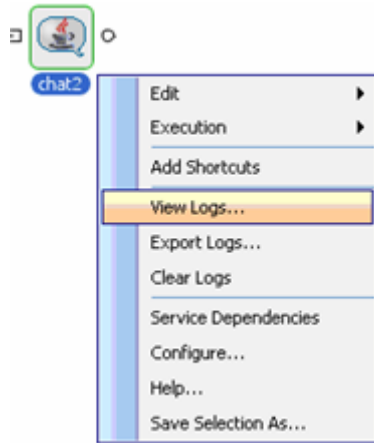 chat2
Edit
Execution
Add Shortcuts
View Logs...
Export Logs...
Clear Logs
Service Dependencies
Configure...
Help...
Save Selection As...